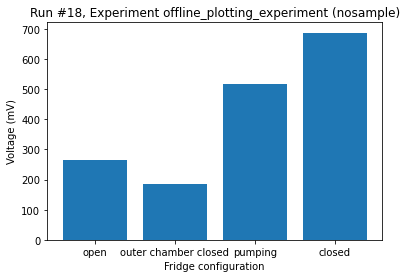 Run #18, Experiment offline_plotting_experiment (nosample)
700
600
500
400
300
200
100
0
Voltage (mV)
open outer chamber closed pumping closed
Fridge configuration